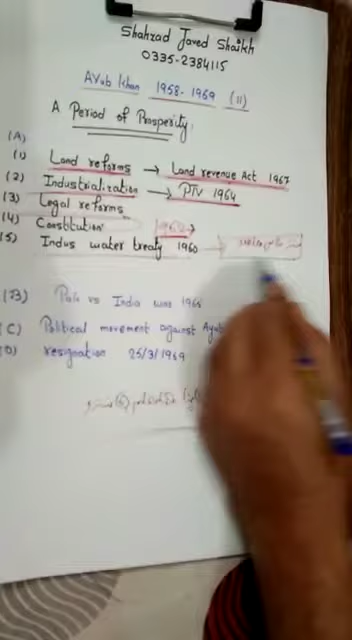 Shahzad Javed Shaikh
0335-2384115
Ayub Khan 1958-1969 (11)
A Period of Prosperity
(A)
(1) Land reforms → Land revenue Act 1967
(2) Industrialization → PTV 1964
(3) Legal reforms
(4) Constitution →
(5) Indus water treaty 1960 →
(B) Pak vs India war 1965
(C) Political movement against Ayub
(D) resignation 25/3/1969